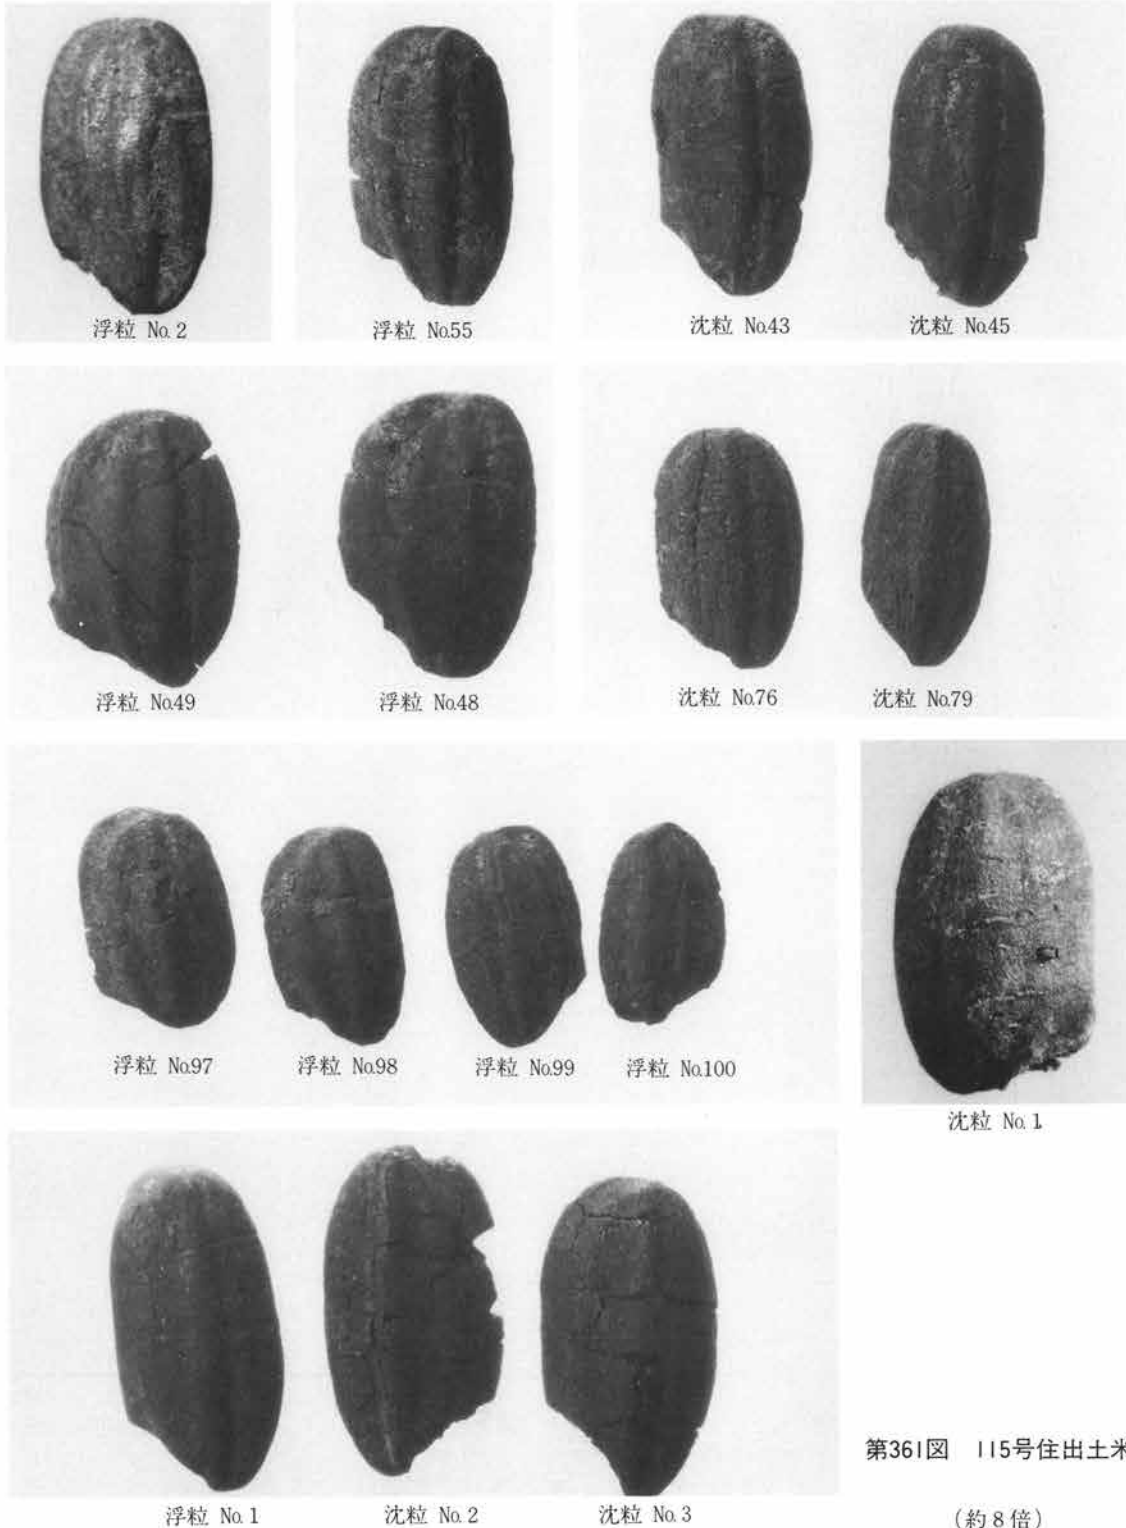 浮粒 No.2
浮粒 No.55
沈粒 No.43
沈粒 No.45
浮粒 No.49
浮粒 No.48
沈粒 No.76
沈粒 No.79
浮粒 No.97
浮粒 No.98
浮粒 No.99
浮粒 No.100
沈粒 No.1
浮粒 No.1
沈粒 No.2
沈粒 No.3
第361図 115号住出土米
(約8倍)